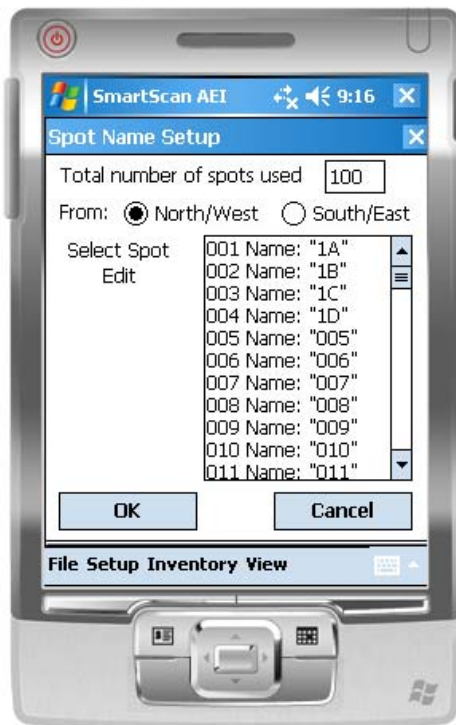 SmartScan AEI 9:16
Spot Name Setup
Total number of spots used 100
From: North/West South/East
Select Spot
Edit
001 Name: "1A"
002 Name: "1B"
003 Name: "1C"
004 Name: "1D"
005 Name: "005"
006 Name: "006"
007 Name: "007"
008 Name: "008"
009 Name: "009"
010 Name: "010"
011 Name: "011"
OK Cancel
File Setup Inventory View